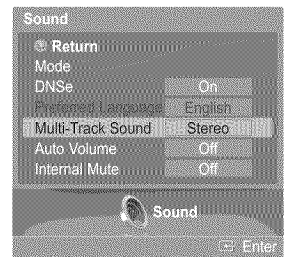 Sound
Return
Mode
DNSe On
Preferred Language English
Multi-Track Sound Stereo
Auto Volume Off
Internal Mute Off
Sound
Enter